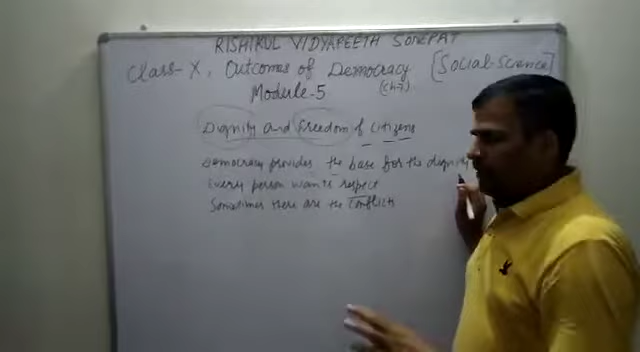 RISHIKUL VIDYAPEETH SONEPAT
Class-X, Outcomes of Democracy [Social-Science]
Module-5 (Ch-7)
Dignity and Freedom of Citizens
Democracy provides the base for the dignity
Every person wants respect
Sometimes there are the conflicts